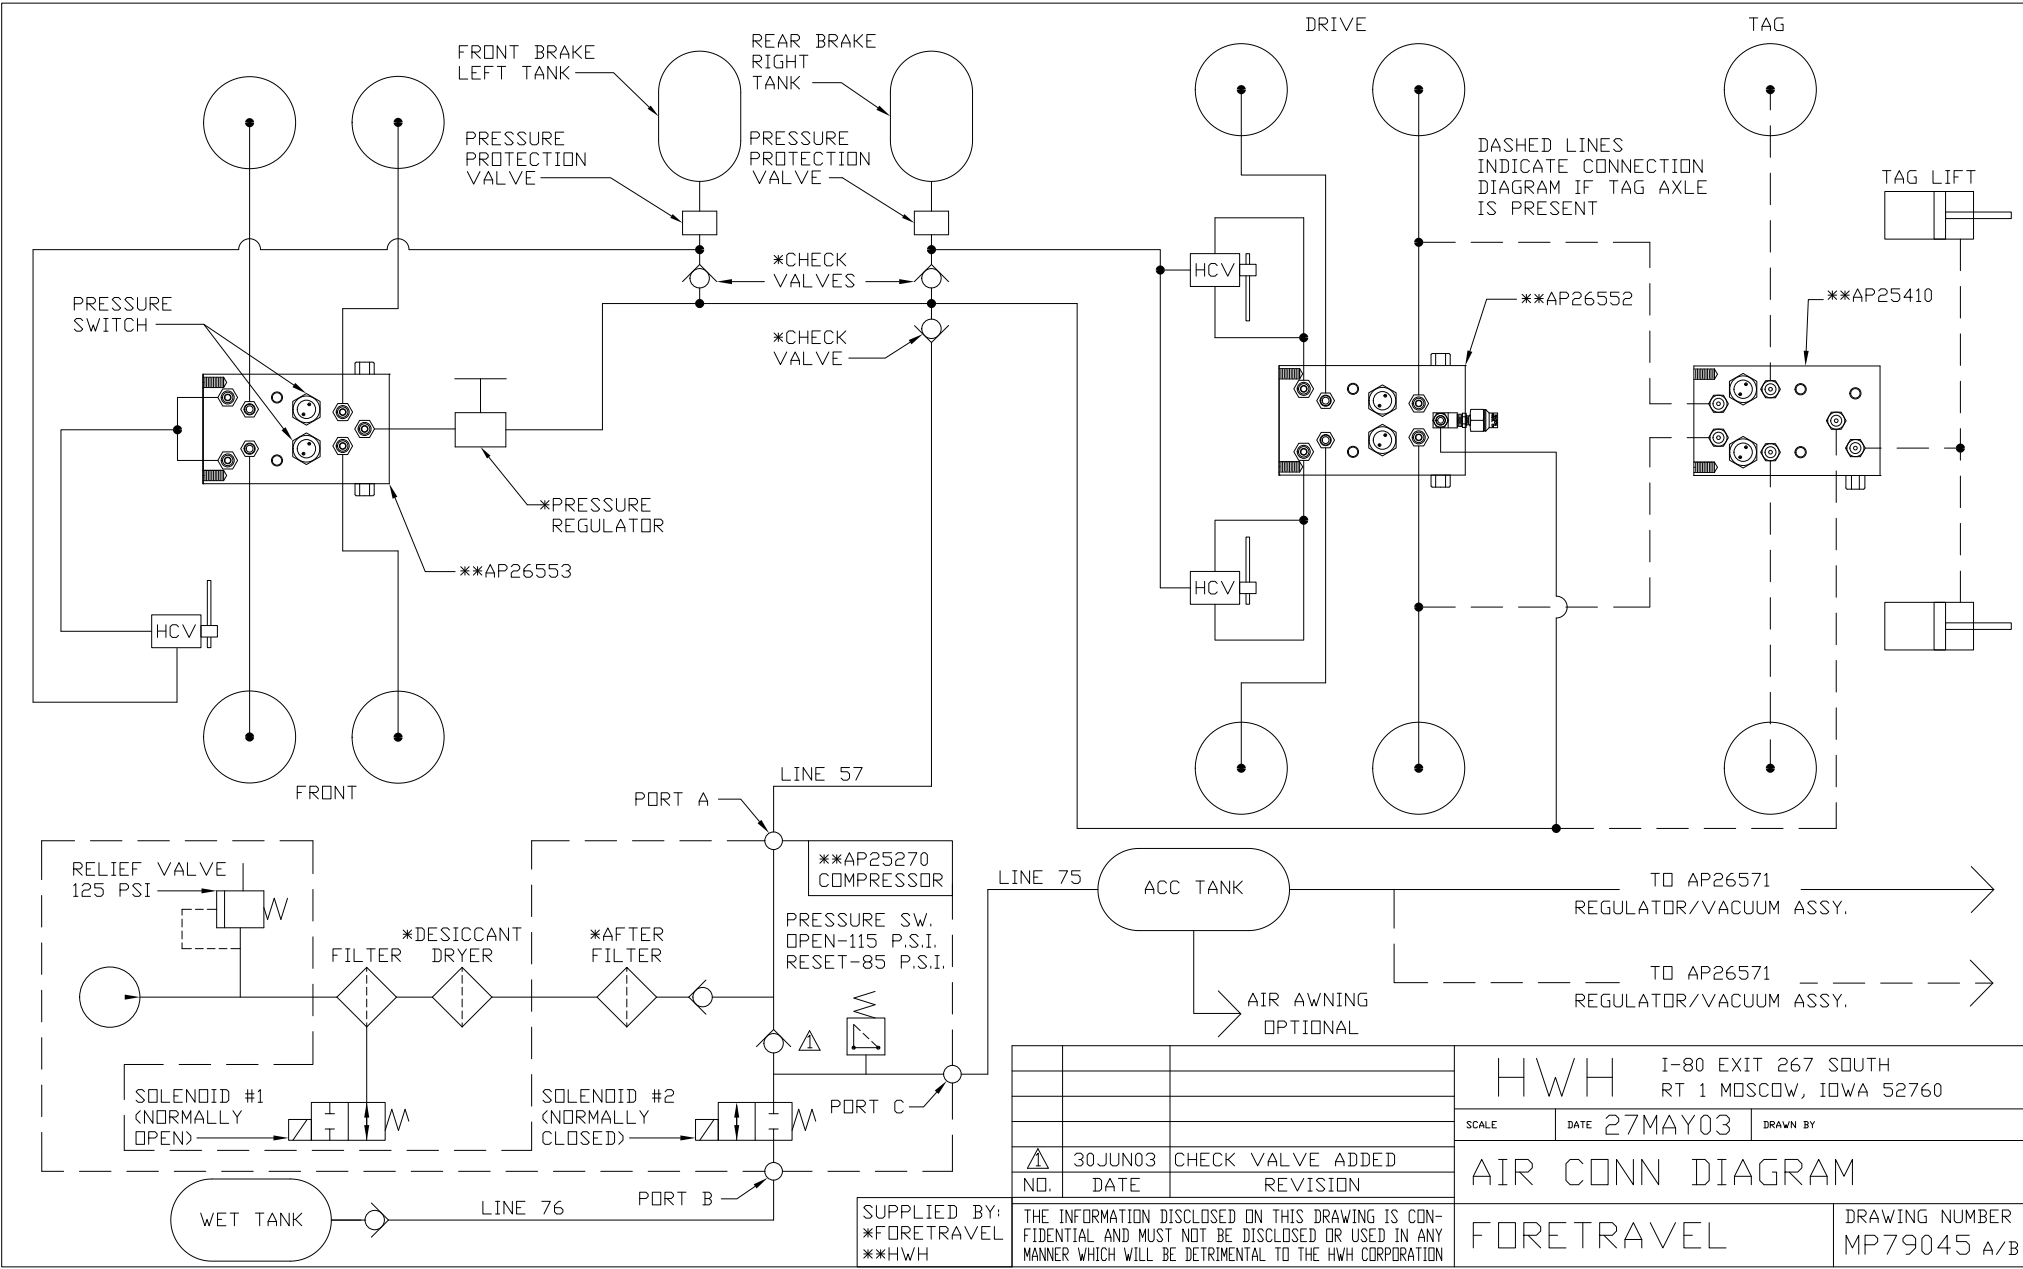 DRIVE
TAG
FRONT BRAKE
LEFT TANK
REAR BRAKE
RIGHT
TANK
PRESSURE
PROTECTION
VALVE
PRESSURE
PROTECTION
VALVE
DASHED LINES
INDICATE CONNECTION
DIAGRAM IF TAG AXLE
IS PRESENT
TAG LIFT
*CHECK
VALVES
HCV
**AP26552
**AP25410
PRESSURE
SWITCH
*CHECK
VALVE
*PRESSURE
REGULATOR
**AP26553
HCV
HCV
FRONT
LINE 57
PORT A
RELIEF VALVE
125 PSI
**AP25270
COMPRESSOR
LINE 75
ACC TANK
TO AP26571
REGULATOR/VACUUM ASSY.
PRESSURE SW.
OPEN-115 P.S.I.
RESET-85 P.S.I.
FILTER
*DESICCANT
DRYER
*AFTER
FILTER
TO AP26571
REGULATOR/VACUUM ASSY.
AIR AWNING
OPTIONAL
1
SOLENOID #1
(NORMALLY
OPEN)
SOLENOID #2
(NORMALLY
CLOSED)
PORT C
PORT B
WET TANK
LINE 76
SUPPLIED BY:
*FORETRAVEL
**HWH
1 30JUN03 CHECK VALVE ADDED
NO. DATE REVISION
THE INFORMATION DISCLOSED ON THIS DRAWING IS CON-
FIDENTIAL AND MUST NOT BE DISCLOSED OR USED IN ANY
MANNER WHICH WILL BE DETRIMENTAL TO THE HWH CORPORATION
HWH
I-80 EXIT 267 SOUTH
RT 1 MOSCOW, IOWA 52760
SCALE
DATE 27MAY03
DRAWN BY
AIR CONN DIAGRAM
FORETRAVEL
DRAWING NUMBER
MP79045 A/B